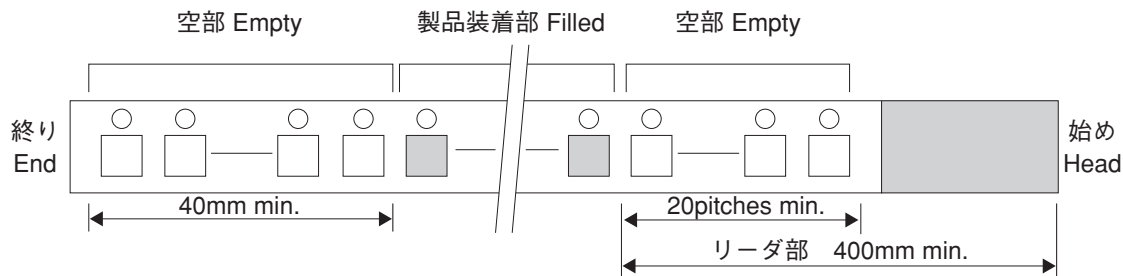 空部 Empty
製品装着部 Filled
空部 Empty
終り
End
始め
Head
40mm min.
20pitches min.
リーダ部 400mm min.